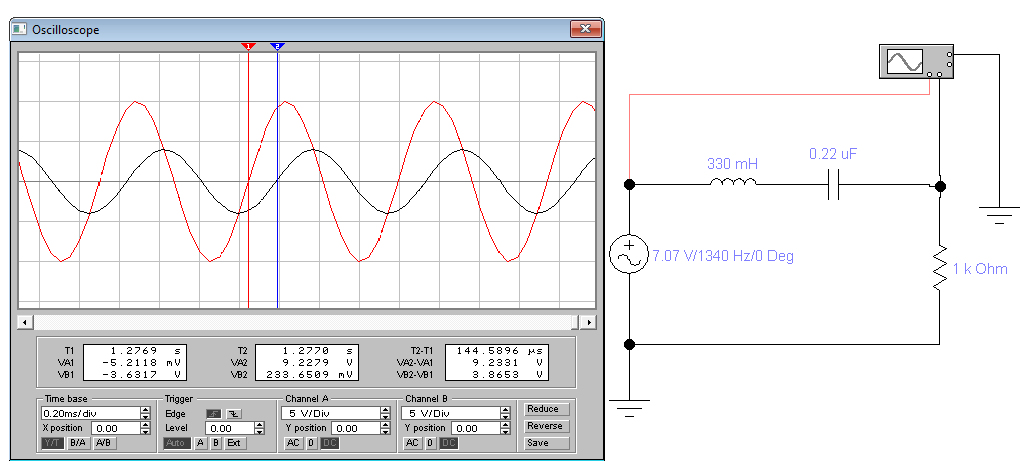 Oscilloscope
1 2
T1 1.2769 s T2 1.2770 s T2-T1 144.5896 µs
VA1 -5.2118 mV VA2 9.2279 V VA2-VA1 9.2331 V
VB1 -3.6317 V VB2 233.6509 mV VB2-VB1 3.8653 V
Time base Trigger Channel A Channel B
0.20ms/div Edge 5 V/Div 5 V/Div Reduce
X position 0.00 Level 0.00 Y position 0.00 Y position 0.00 Reverse
Y/T B/A A/B Auto A B Ext AC 0 DC AC 0 DC Save
330 mH
0.22 uF
7.07 V/1340 Hz/0 Deg
1 k Ohm